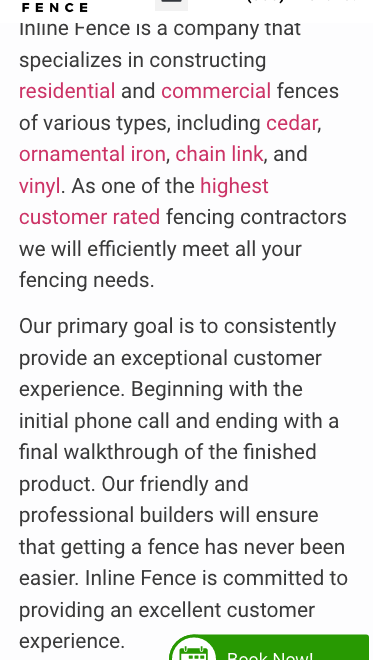 FENCE
Inline Fence is a company that
specializes in constructing
residential and commercial fences
of various types, including cedar,
ornamental iron, chain link, and
vinyl. As one of the highest
customer rated fencing contractors
we will efficiently meet all your
fencing needs.
Our primary goal is to consistently
provide an exceptional customer
experience. Beginning with the
initial phone call and ending with a
final walkthrough of the finished
product. Our friendly and
professional builders will ensure
that getting a fence has never been
easier. Inline Fence is committed to
providing an excellent customer
experience.
Book Now!